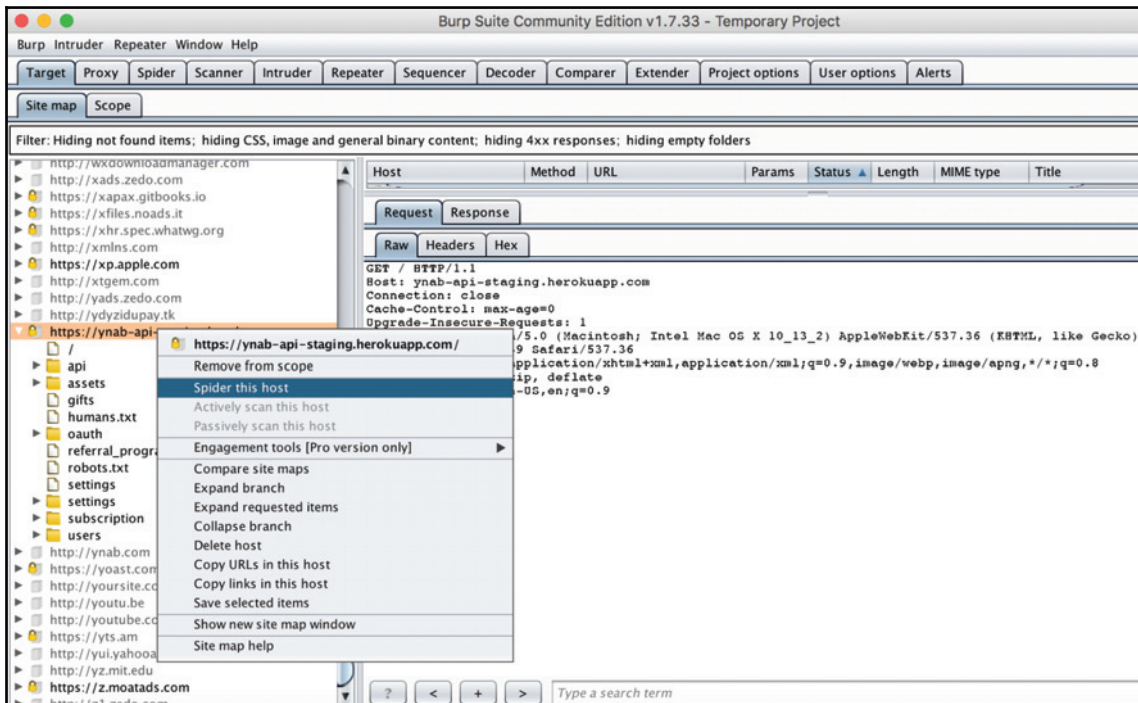 Burp Suite Community Edition v1.7.33 - Temporary Project
Burp Intruder Repeater Window Help
Target Proxy Spider Scanner Intruder Repeater Sequencer Decoder Comparer Extender Project options User options Alerts
Site map Scope
Filter: Hiding not found items; hiding CSS, image and general binary content; hiding 4xx responses; hiding empty folders
http://wxdownloadmanager.com
http://xads.zedo.com
https://xapax.gitbooks.io
https://xfiles.noads.it
https://xhr.spec.whatwg.org
http://xmlns.com
https://xp.apple.com
http://xtgem.com
http://yads.zedo.com
http://ydyzidupay.tk
https://ynab-api-
/
api
assets
gifts
humans.txt
oauth
referral_progra
robots.txt
settings
settings
subscription
users
http://ynab.com
https://yoast.com
http://yoursite.co
http://youtu.be
http://youtube.co
https://yts.am
http://yui.yahooa
http://yz.mit.edu
https://z.moatads.com
http://z1.zedo.com
https://ynab-api-staging.herokuapp.com/
Remove from scope
Spider this host
Actively scan this host
Passively scan this host
Engagement tools [Pro version only]
Compare site maps
Expand branch
Expand requested items
Collapse branch
Delete host
Copy URLs in this host
Copy links in this host
Save selected items
Show new site map window
Site map help
Host Method URL Params Status Length MIME type Title
Request Response
Raw Headers Hex
GET / HTTP/1.1
Host: ynab-api-staging.herokuapp.com
Connection: close
Cache-Control: max-age=0
Upgrade-Insecure-Requests: 1
/5.0 (Macintosh; Intel Mac OS X 10_13_2) AppleWebKit/537.36 (KHTML, like Gecko)
9 Safari/537.36
pplication/xhtml+xml,application/xml;q=0.9,image/webp,image/apng,*/*;q=0.8
ip, deflate
-US,en;q=0.9
? < + > Type a search term